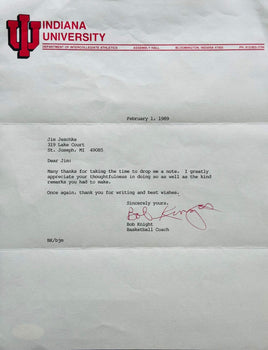 INDIANA
UNIVERSITY
DEPARTMENT OF INTERCOLLEGIATE ATHLETICS ASSEMBLY HALL BLOOMINGTON, INDIANA 47405
February 1, 1989
Jim Jeschke
319 Lake Court
St. Joseph, MI 49085
Dear Jim:
Many thanks for taking the time to drop me a note. I greatly
appreciate your thoughtfulness in doing so as well as the kind
remarks you had to make.
Once again, thank you for writing and best wishes.
Sincerely yours,
Bob Knight
Bob Knight
Basketball Coach
BK/bjm